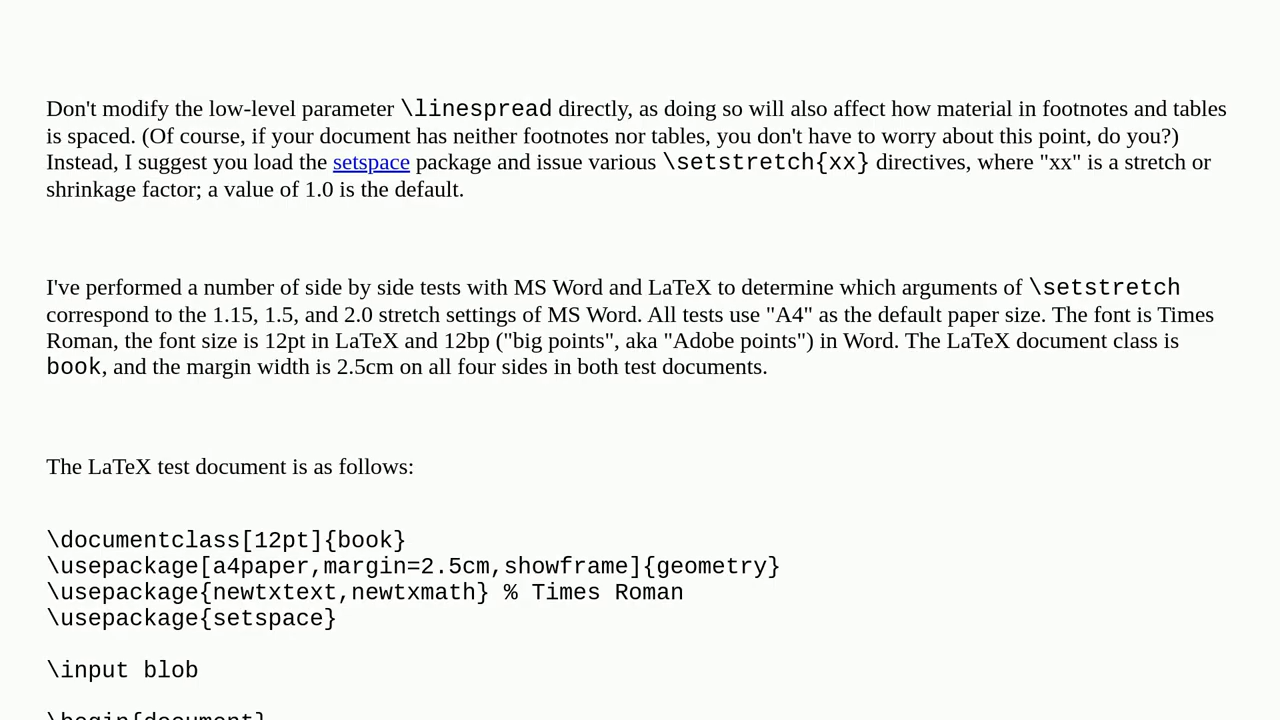 Don't modify the low-level parameter \linespread directly, as doing so will also affect how material in footnotes and tables
is spaced. (Of course, if your document has neither footnotes nor tables, you don't have to worry about this point, do you?)
Instead, I suggest you load the setspace package and issue various \setstretch{xx} directives, where "xx" is a stretch or
shrinkage factor; a value of 1.0 is the default.
I've performed a number of side by side tests with MS Word and LaTeX to determine which arguments of \setstretch
correspond to the 1.15, 1.5, and 2.0 stretch settings of MS Word. All tests use "A4" as the default paper size. The font is Times
Roman, the font size is 12pt in LaTeX and 12bp ("big points", aka "Adobe points") in Word. The LaTeX document class is
book, and the margin width is 2.5cm on all four sides in both test documents.
The LaTeX test document is as follows:
\documentclass[12pt]{book}
\usepackage[a4paper,margin=2.5cm,showframe]{geometry}
\usepackage{newtxtext,newtxmath} % Times Roman
\usepackage{setspace}
\input blob
\begin{document}